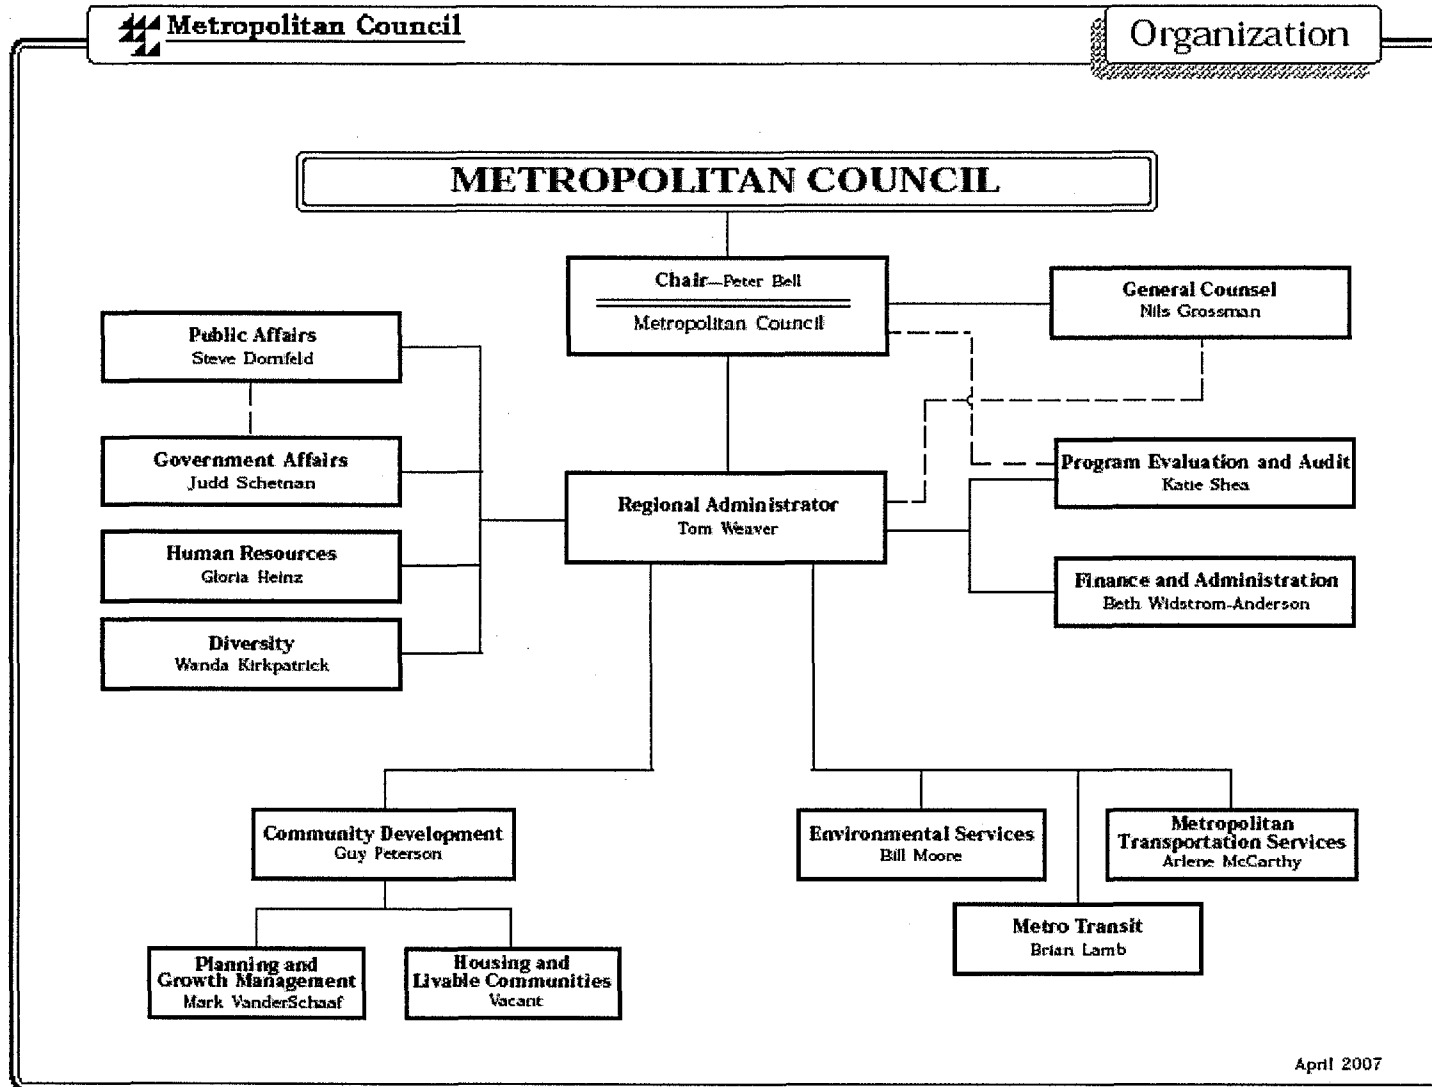 Metropolitan Council
Organization
METROPOLITAN COUNCIL
Chair—Peter Bell
Metropolitan Council
General Counsel
Nils Grossman
Public Affairs
Steve Dornfeld
Government Affairs
Judd Schetnan
Human Resources
Gloria Heinz
Diversity
Wanda Kirkpatrick
Regional Administrator
Tom Weaver
Program Evaluation and Audit
Katie Shea
Finance and Administration
Beth Widstrom-Anderson
Community Development
Guy Peterson
Planning and
Growth Management
Mark VanderSchaaf
Housing and
Livable Communities
Vacant
Environmental Services
Bill Moore
Metro Transit
Brian Lamb
Metropolitan
Transportation Services
Arlene McCarthy
April 2007